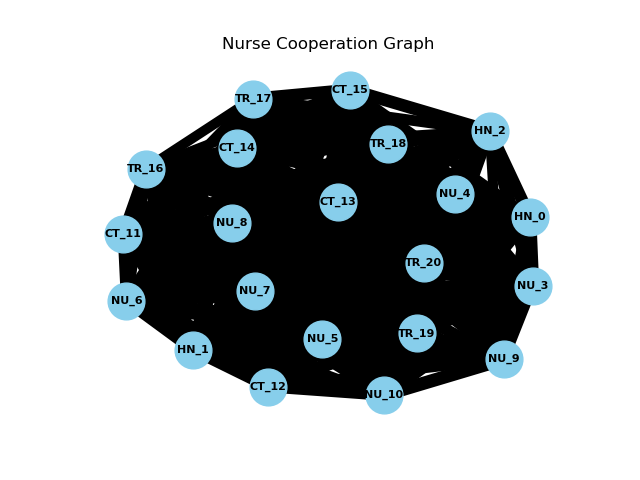 Nurse Cooperation Graph
CT_15
TR_17
HN_2
TR_18
CT_14
TR_16
NU_4
CT_13
HN_0
NU_8
CT_11
TR_20
NU_3
NU_7
NU_6
TR_19
NU_5
HN_1
NU_9
CT_12
NU_10